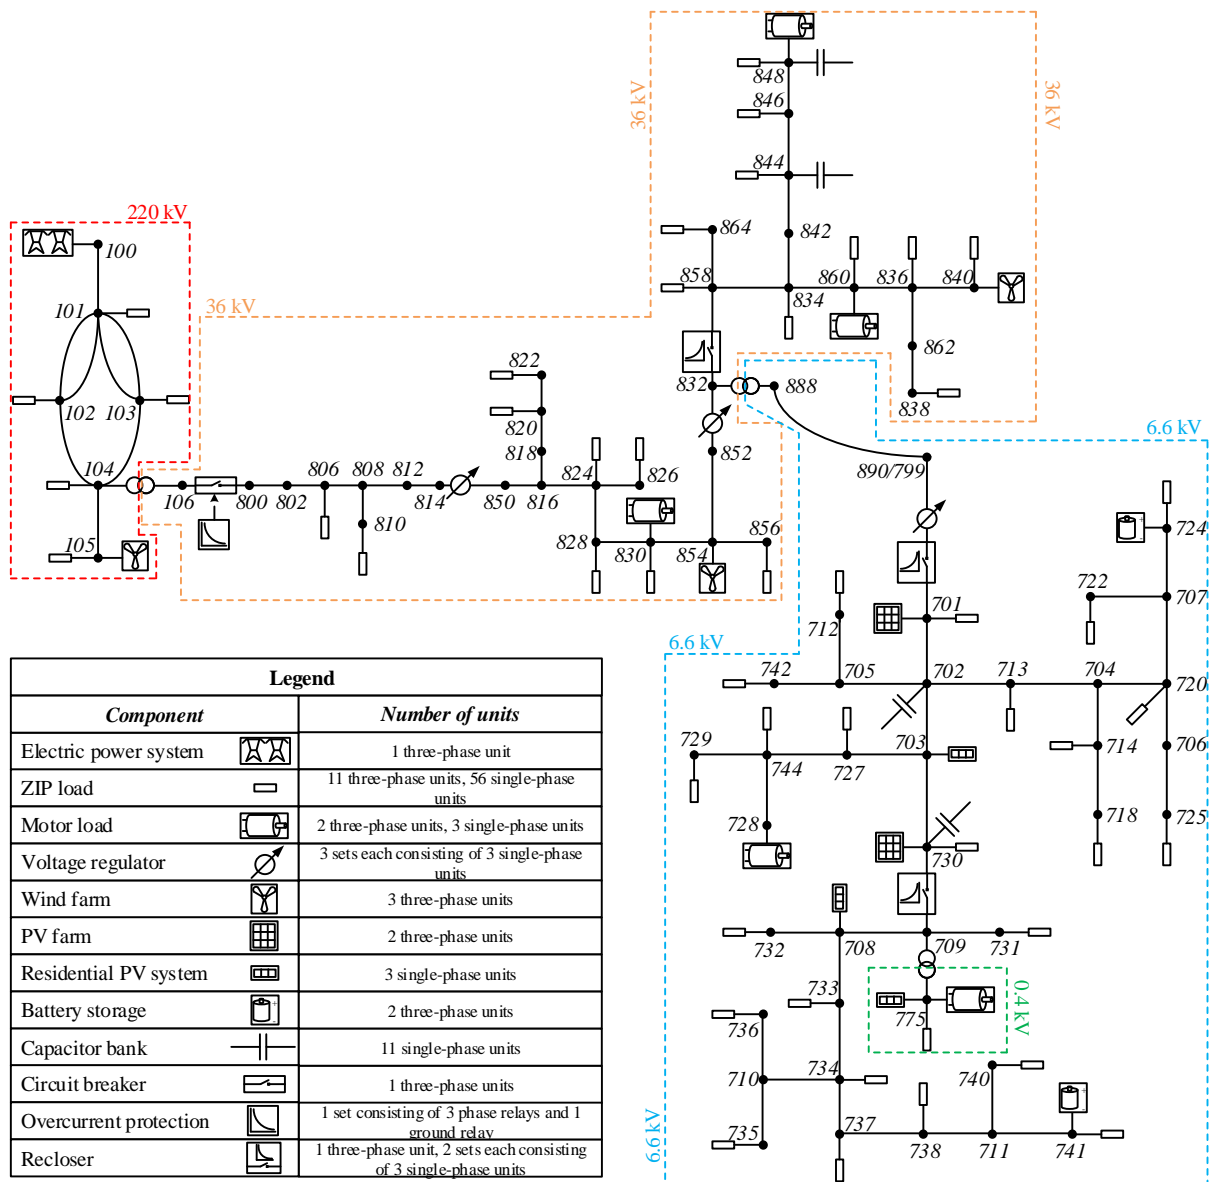 36 kV
36 kV
848
846
844
220 kV
864
842
100
858
860
836
840
834
36 kV
101
862
822
832
888
838
102
103
820
6.6 kV
818
852
890/799
104
806
808
812
824
826
106
800
802
814
850
816
724
810
105
828
830
854
856
722
707
701
712
6.6 kV
742
705
702
713
704
720
729
703
714
706
744
727
728
718
725
730
732
708
709
731
0.4 kV
733
775
736
710
734
740
6.6 kV
735
737
738
711
741
Legend
Component Number of units
Electric power system 1 three-phase unit
ZIP load 11 three-phase units, 56 single-phase
units
Motor load 2 three-phase units, 3 single-phase units
Voltage regulator 3 sets each consisting of 3 single-phase
units
Wind farm 3 three-phase units
PV farm 2 three-phase units
Residential PV system 3 single-phase units
Battery storage 2 three-phase units
Capacitor bank 11 single-phase units
Circuit breaker 1 three-phase units
Overcurrent protection 1 set consisting of 3 phase relays and 1
ground relay
Recloser 1 three-phase unit, 2 sets each consisting
of 3 single-phase units